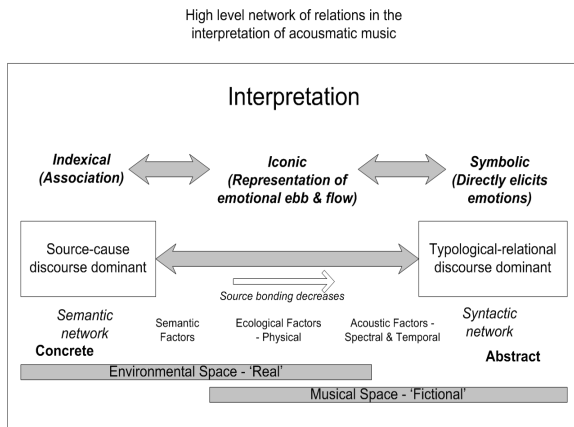 High level network of relations in the
interpretation of acousmatic music
Interpretation
Indexical
(Association)
Iconic
(Representation of
emotional ebb & flow)
Symbolic
(Directly elicits
emotions)
Source-cause
discourse dominant
Typological-relational
discourse dominant
Source bonding decreases
Semantic
network
Semantic
Factors
Ecological Factors
- Physical
Acoustic Factors -
Spectral & Temporal
Syntactic
network
Concrete
Abstract
Environmental Space - ‘Real’
Musical Space - ‘Fictional’